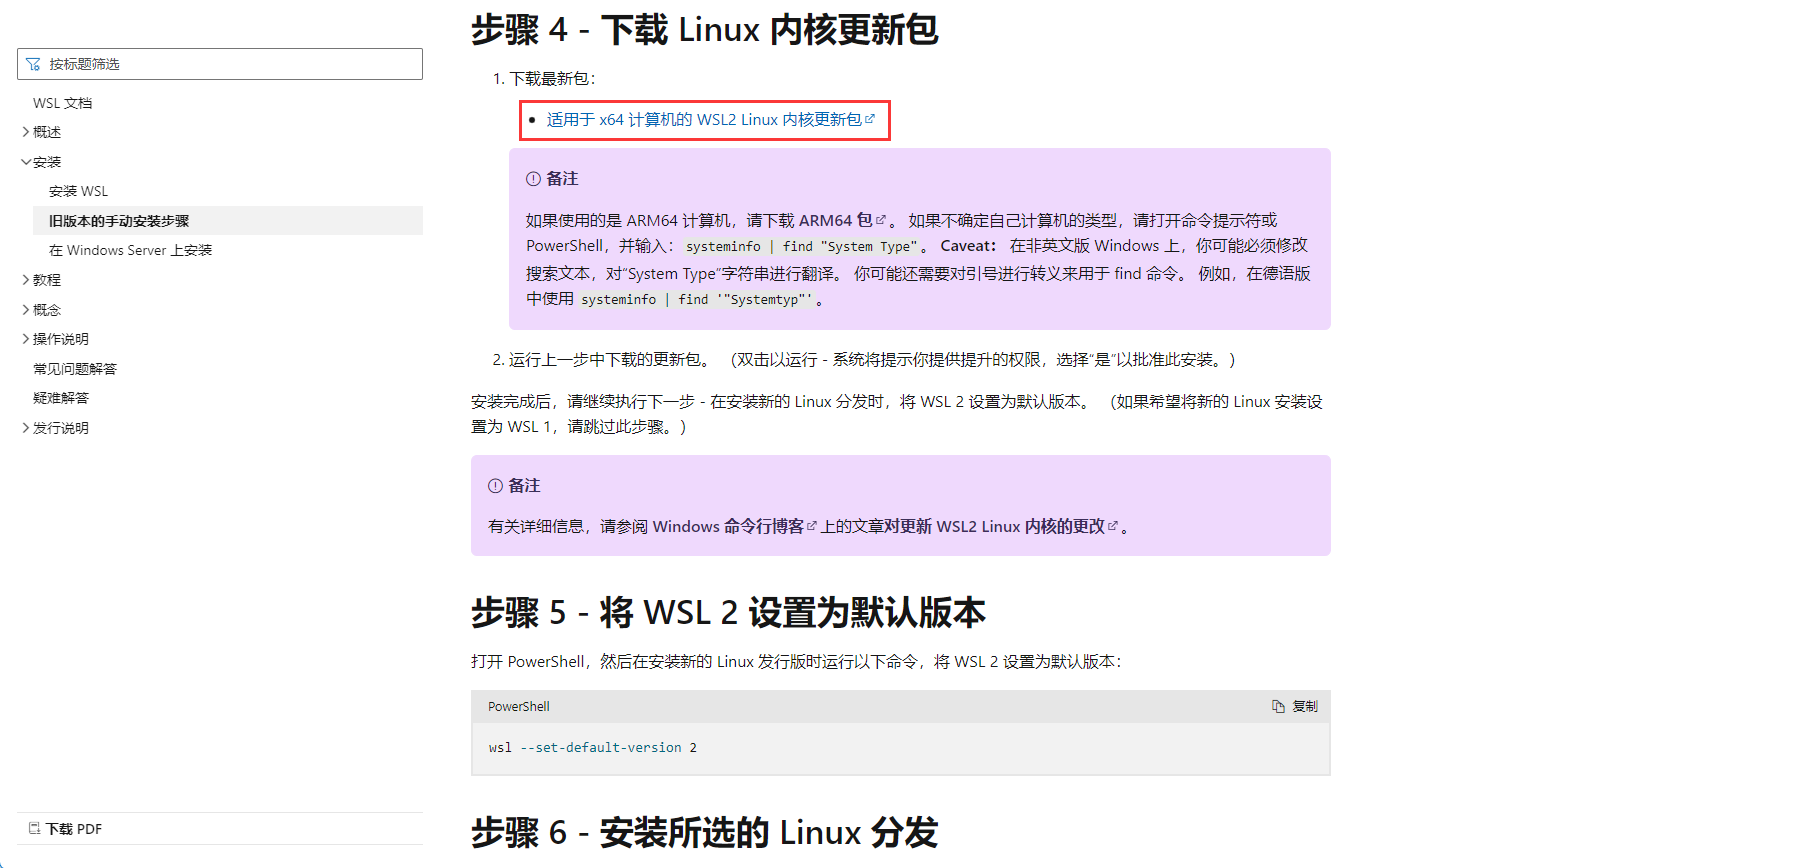 按标题筛选
WSL 文档
概述
安装
安装 WSL
旧版本的手动安装步骤
在 Windows Server 上安装
教程
概念
操作说明
常见问题解答
疑难解答
发行说明
下载 PDF
步骤 4 - 下载 Linux 内核更新包
1. 下载最新包：
• 适用于 x64 计算机的 WSL2 Linux 内核更新包
备注
如果使用的是 ARM64 计算机，请下载 ARM64 包。 如果不确定自己计算机的类型，请打开命令提示符或
PowerShell，并输入： systeminfo | find "System Type"。 Caveat： 在非英文版 Windows 上，你可能必须修改
搜索文本，对“System Type”字符串进行翻译。 你可能还需要对引号进行转义来用于 find 命令。 例如，在德语版
中使用 systeminfo | find '"Systemtyp"'。
2. 运行上一步中下载的更新包。 （双击以运行 - 系统将提示你提供提升的权限，选择“是”以批准此安装。）
安装完成后，请继续执行下一步 - 在安装新的 Linux 分发时，将 WSL 2 设置为默认版本。 （如果希望将新的 Linux 安装设
置为 WSL 1，请跳过此步骤。）
备注
有关详细信息，请参阅 Windows 命令行博客上的文章对更新 WSL2 Linux 内核的更改。
步骤 5 - 将 WSL 2 设置为默认版本
打开 PowerShell，然后在安装新的 Linux 发行版时运行以下命令，将 WSL 2 设置为默认版本：
PowerShell 复制
wsl --set-default-version 2
步骤 6 - 安装所选的 Linux 分发